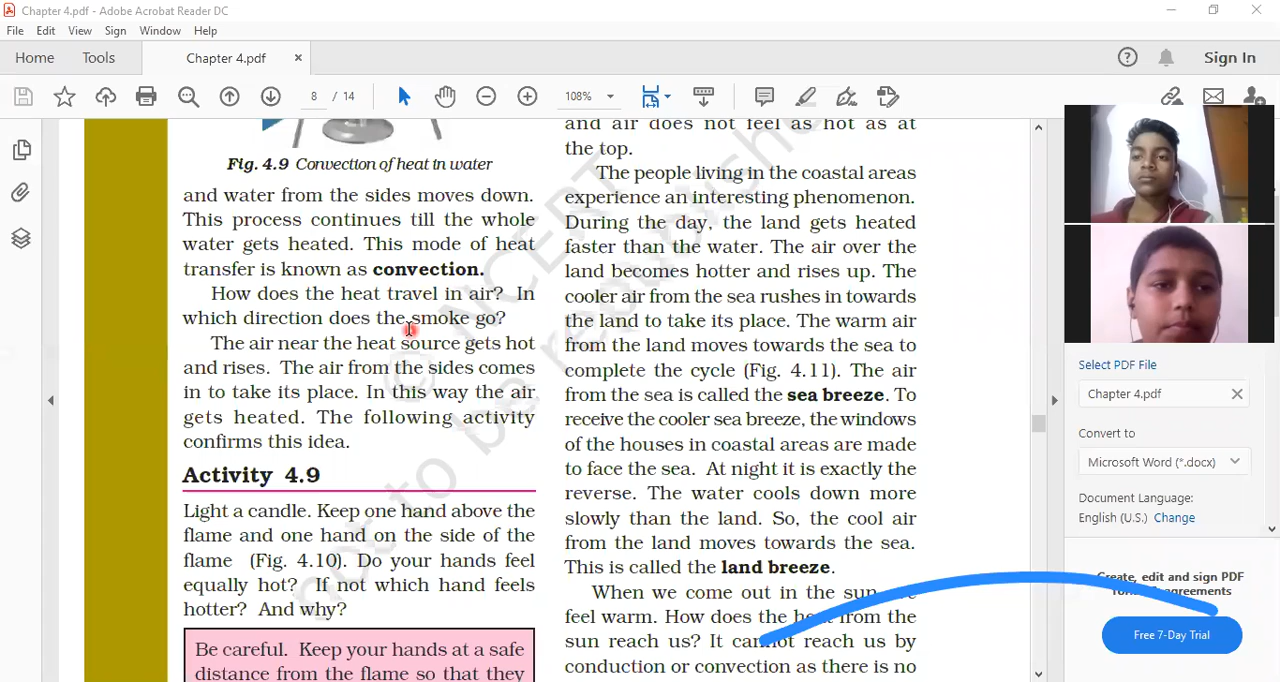 Chapter 4.pdf - Adobe Acrobat Reader DC
File Edit View Sign Window Help
Home Tools Chapter 4.pdf × Sign In
8 / 14 108%
Fig. 4.9 Convection of heat in water
and water from the sides moves down.
This process continues till the whole
water gets heated. This mode of heat
transfer is known as convection.
How does the heat travel in air? In
which direction does the smoke go?
The air near the heat source gets hot
and rises. The air from the sides comes
in to take its place. In this way the air
gets heated. The following activity
confirms this idea.
Activity 4.9
Light a candle. Keep one hand above the
flame and one hand on the side of the
flame (Fig. 4.10). Do your hands feel
equally hot? If not which hand feels
hotter? And why?
Be careful. Keep your hands at a safe
distance from the flame so that they
and air does not feel as hot as at
the top.
The people living in the coastal areas
experience an interesting phenomenon.
During the day, the land gets heated
faster than the water. The air over the
land becomes hotter and rises up. The
cooler air from the sea rushes in towards
the land to take its place. The warm air
from the land moves towards the sea to
complete the cycle (Fig. 4.11). The air
from the sea is called the sea breeze. To
receive the cooler sea breeze, the windows
of the houses in coastal areas are made
to face the sea. At night it is exactly the
reverse. The water cools down more
slowly than the land. So, the cool air
from the land moves towards the sea.
This is called the land breeze.
When we come out in the sun,
feel warm. How does the heat from the
sun reach us? It cannot reach us by
conduction or convection as there is no
© NCERT
not to be republished
Select PDF File
Chapter 4.pdf
Convert to
Microsoft Word (*.docx)
Document Language:
English (U.S.) Change
Create, edit and sign PDF
agreements
Free 7-Day Trial